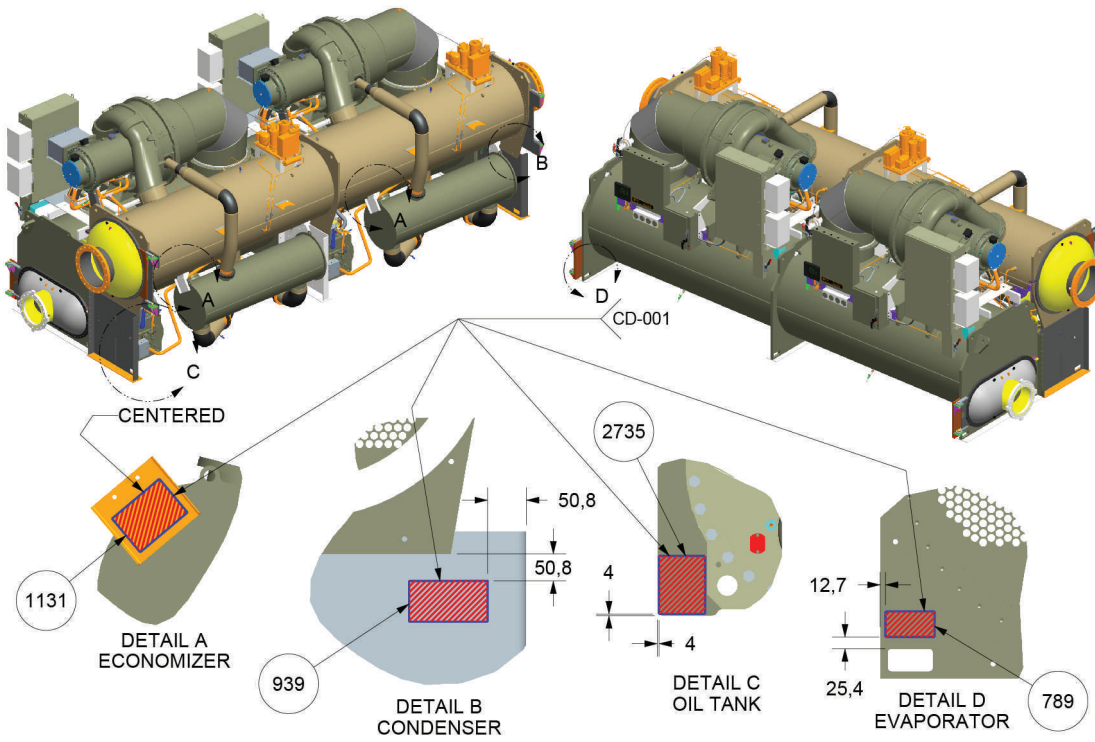 B
A
A
C
CENTERED
D
CD-001
1131
DETAIL A
ECONOMIZER
50,8
50,8
939
DETAIL B
CONDENSER
2735
4
4
DETAIL C
OIL TANK
12,7
25,4
789
DETAIL D
EVAPORATOR